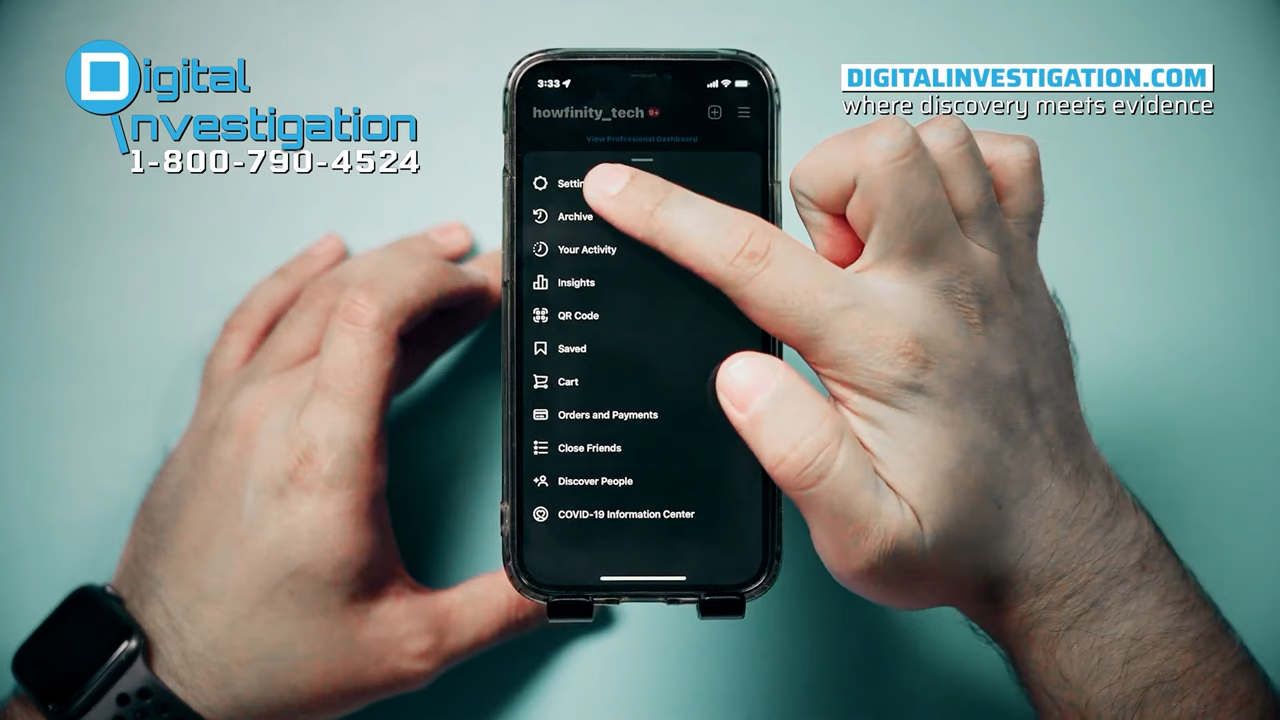 Digital
Investigation
1-800-790-4524
DIGITALINVESTIGATION.COM
where discovery meets evidence
3:33
howfinity_tech 9+
View Professional Dashboard
Archive
Your Activity
Insights
QR Code
Saved
Cart
Orders and Payments
Close Friends
Discover People
COVID-19 Information Center